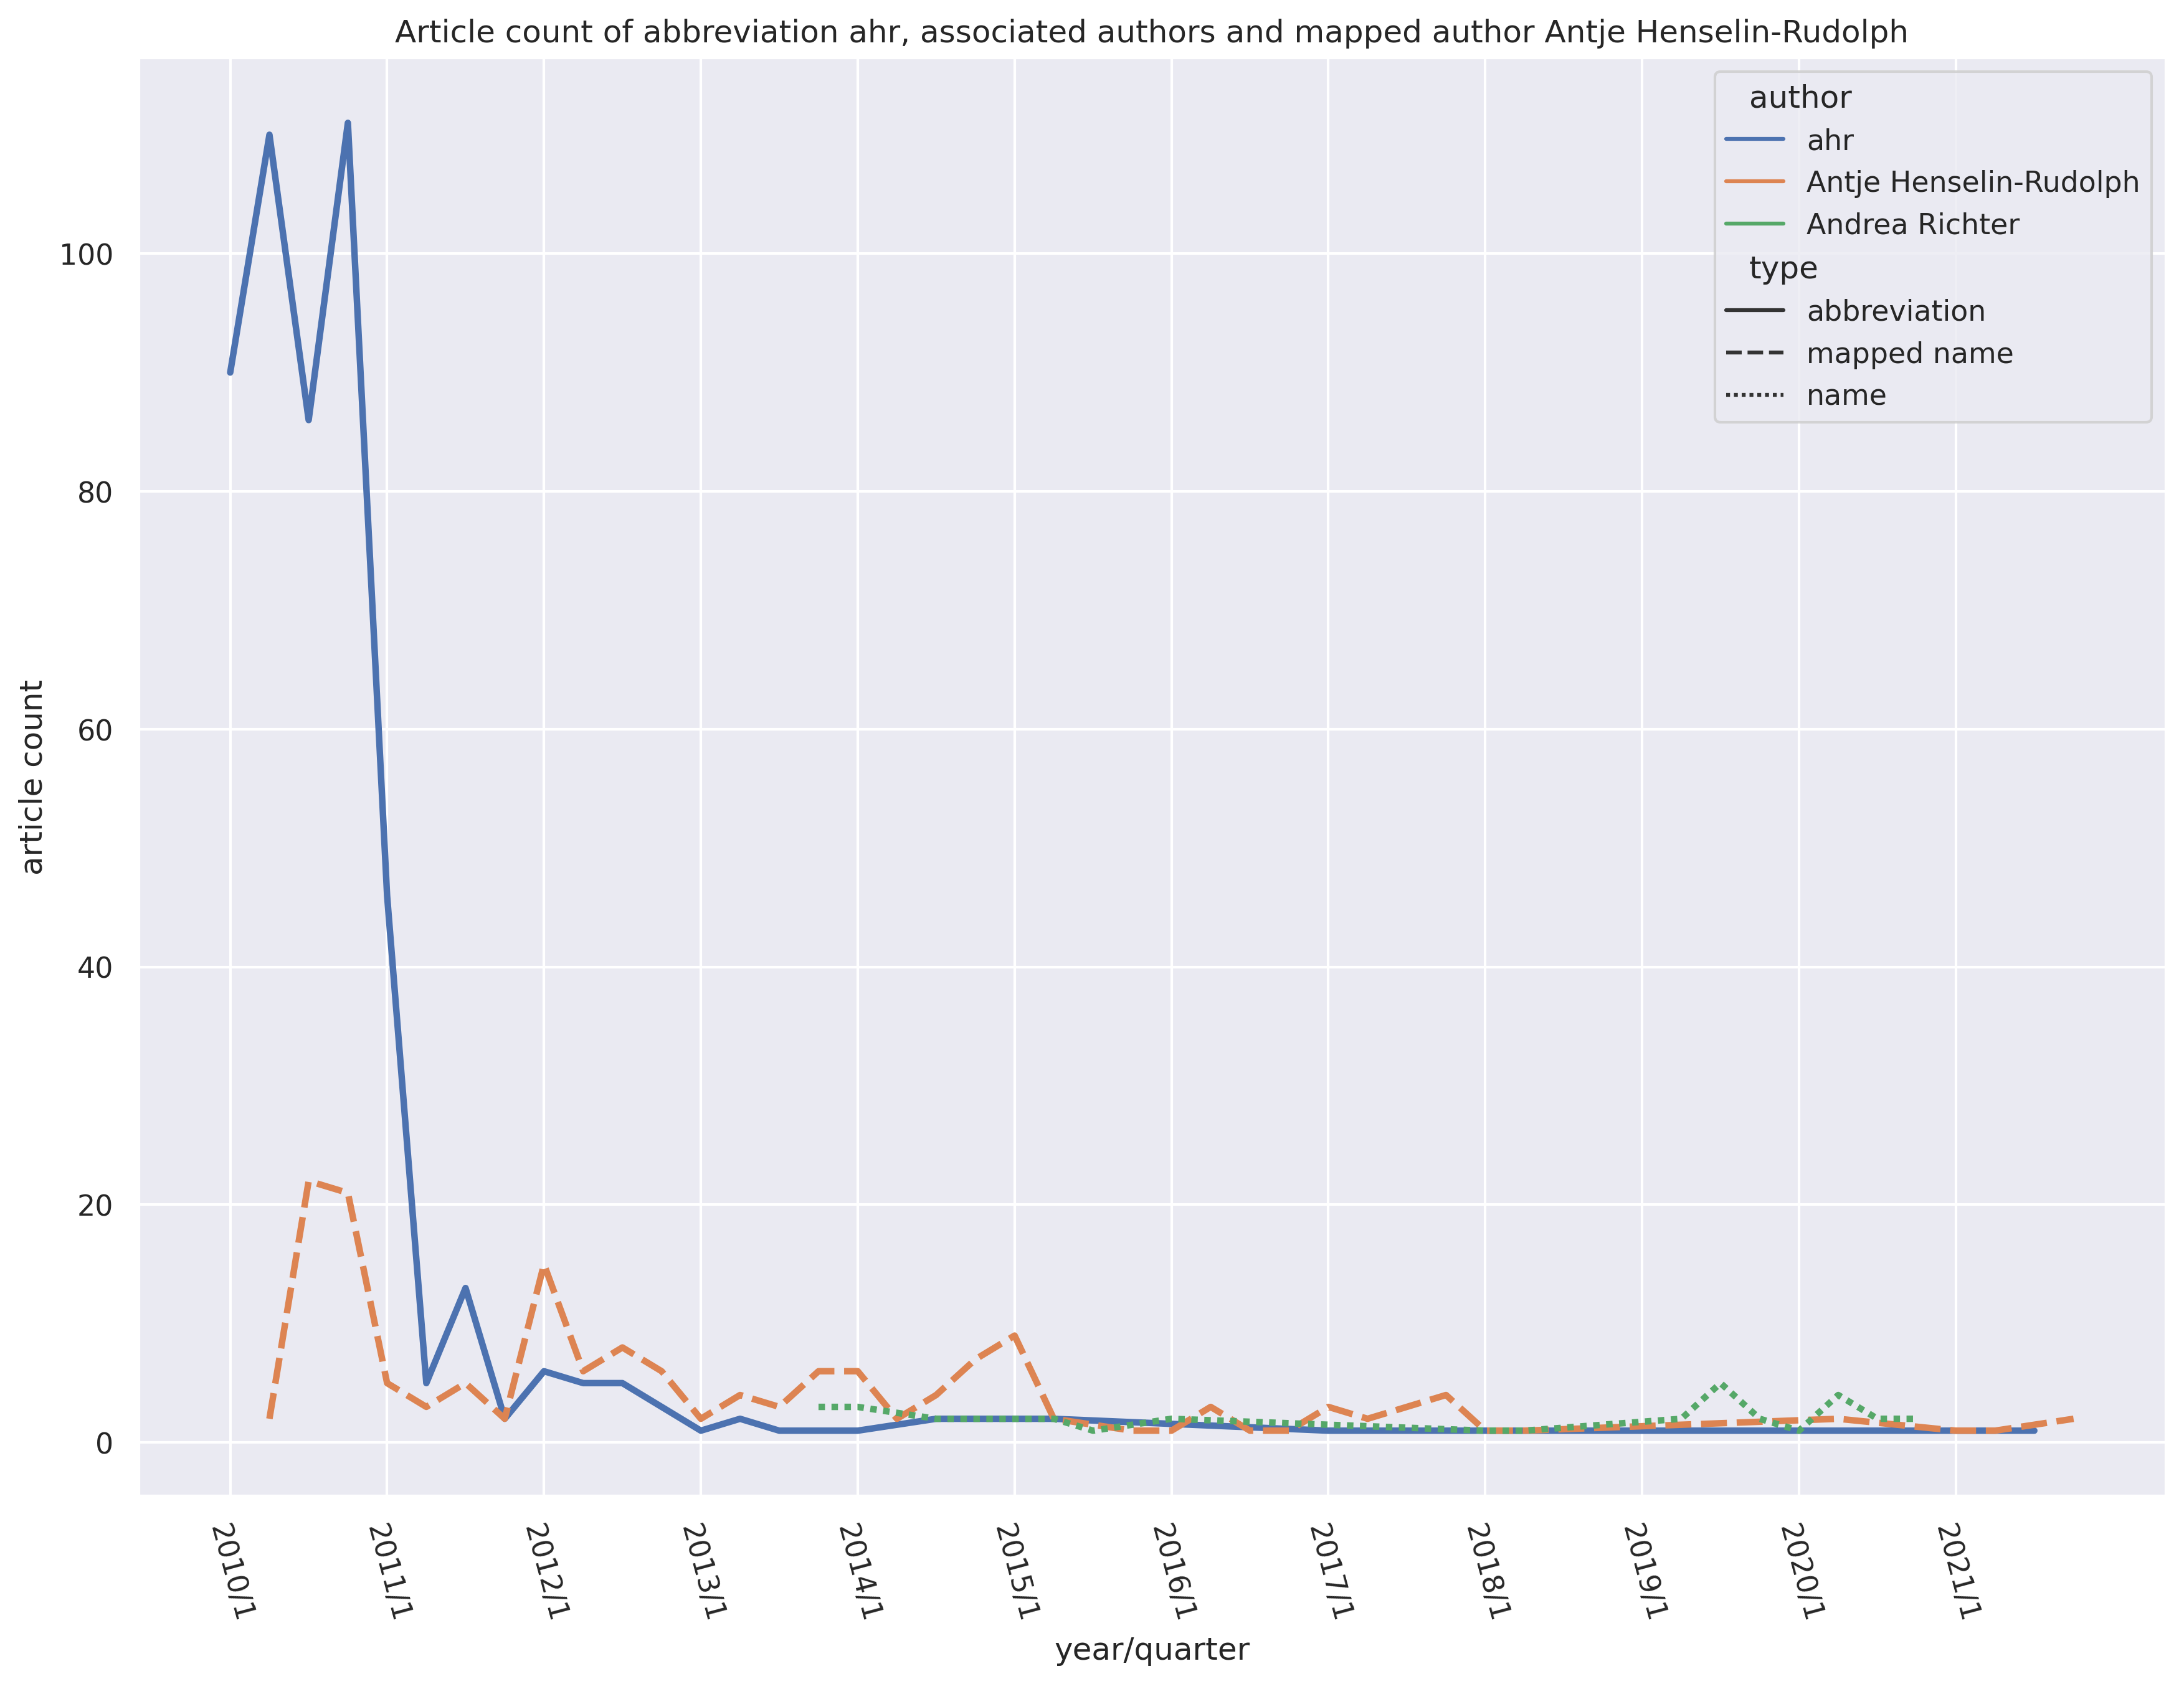 Article count of abbreviation ahr, associated authors and mapped author Antje Henselin-Rudolph
author
ahr
Antje Henselin-Rudolph
Andrea Richter
type
abbreviation
mapped name
name
article count
100
80
60
40
20
0
2010/1
2011/1
2012/1
2013/1
2014/1
2015/1
2016/1
2017/1
2018/1
2019/1
2020/1
2021/1
year/quarter